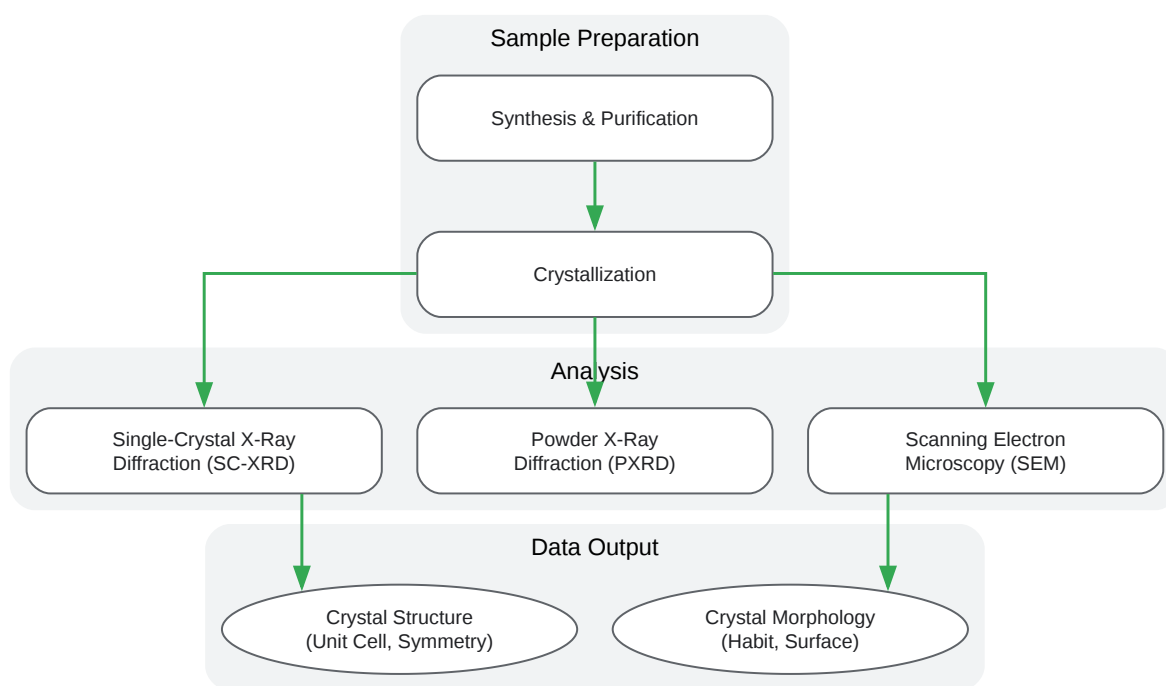 Sample Preparation
Synthesis & Purification
Crystallization
Analysis
Single-Crystal X-Ray
Diffraction (SC-XRD)
Powder X-Ray
Diffraction (PXRD)
Scanning Electron
Microscopy (SEM)
Data Output
Crystal Structure
(Unit Cell, Symmetry)
Crystal Morphology
(Habit, Surface)